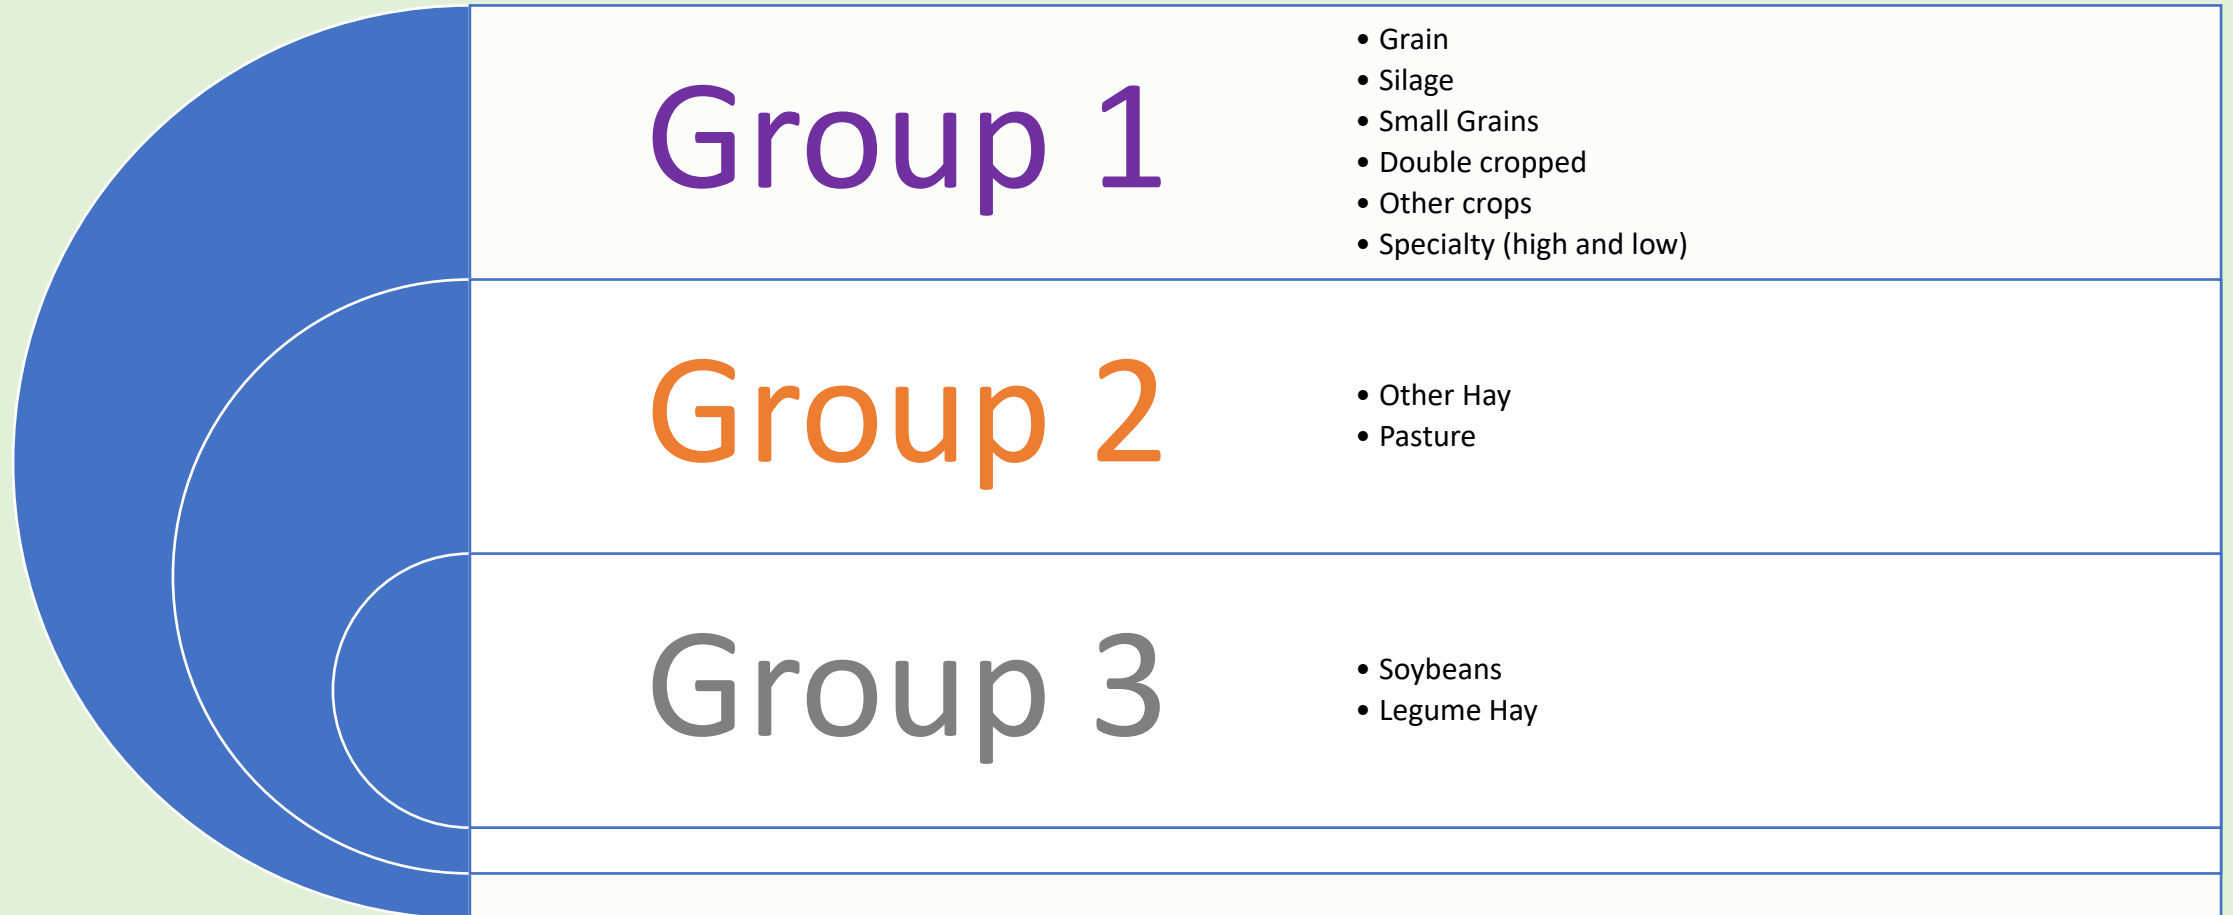 Group 1
• Grain
• Silage
• Small Grains
• Double cropped
• Other crops
• Specialty (high and low)
Group 2
• Other Hay
• Pasture
Group 3
• Soybeans
• Legume Hay